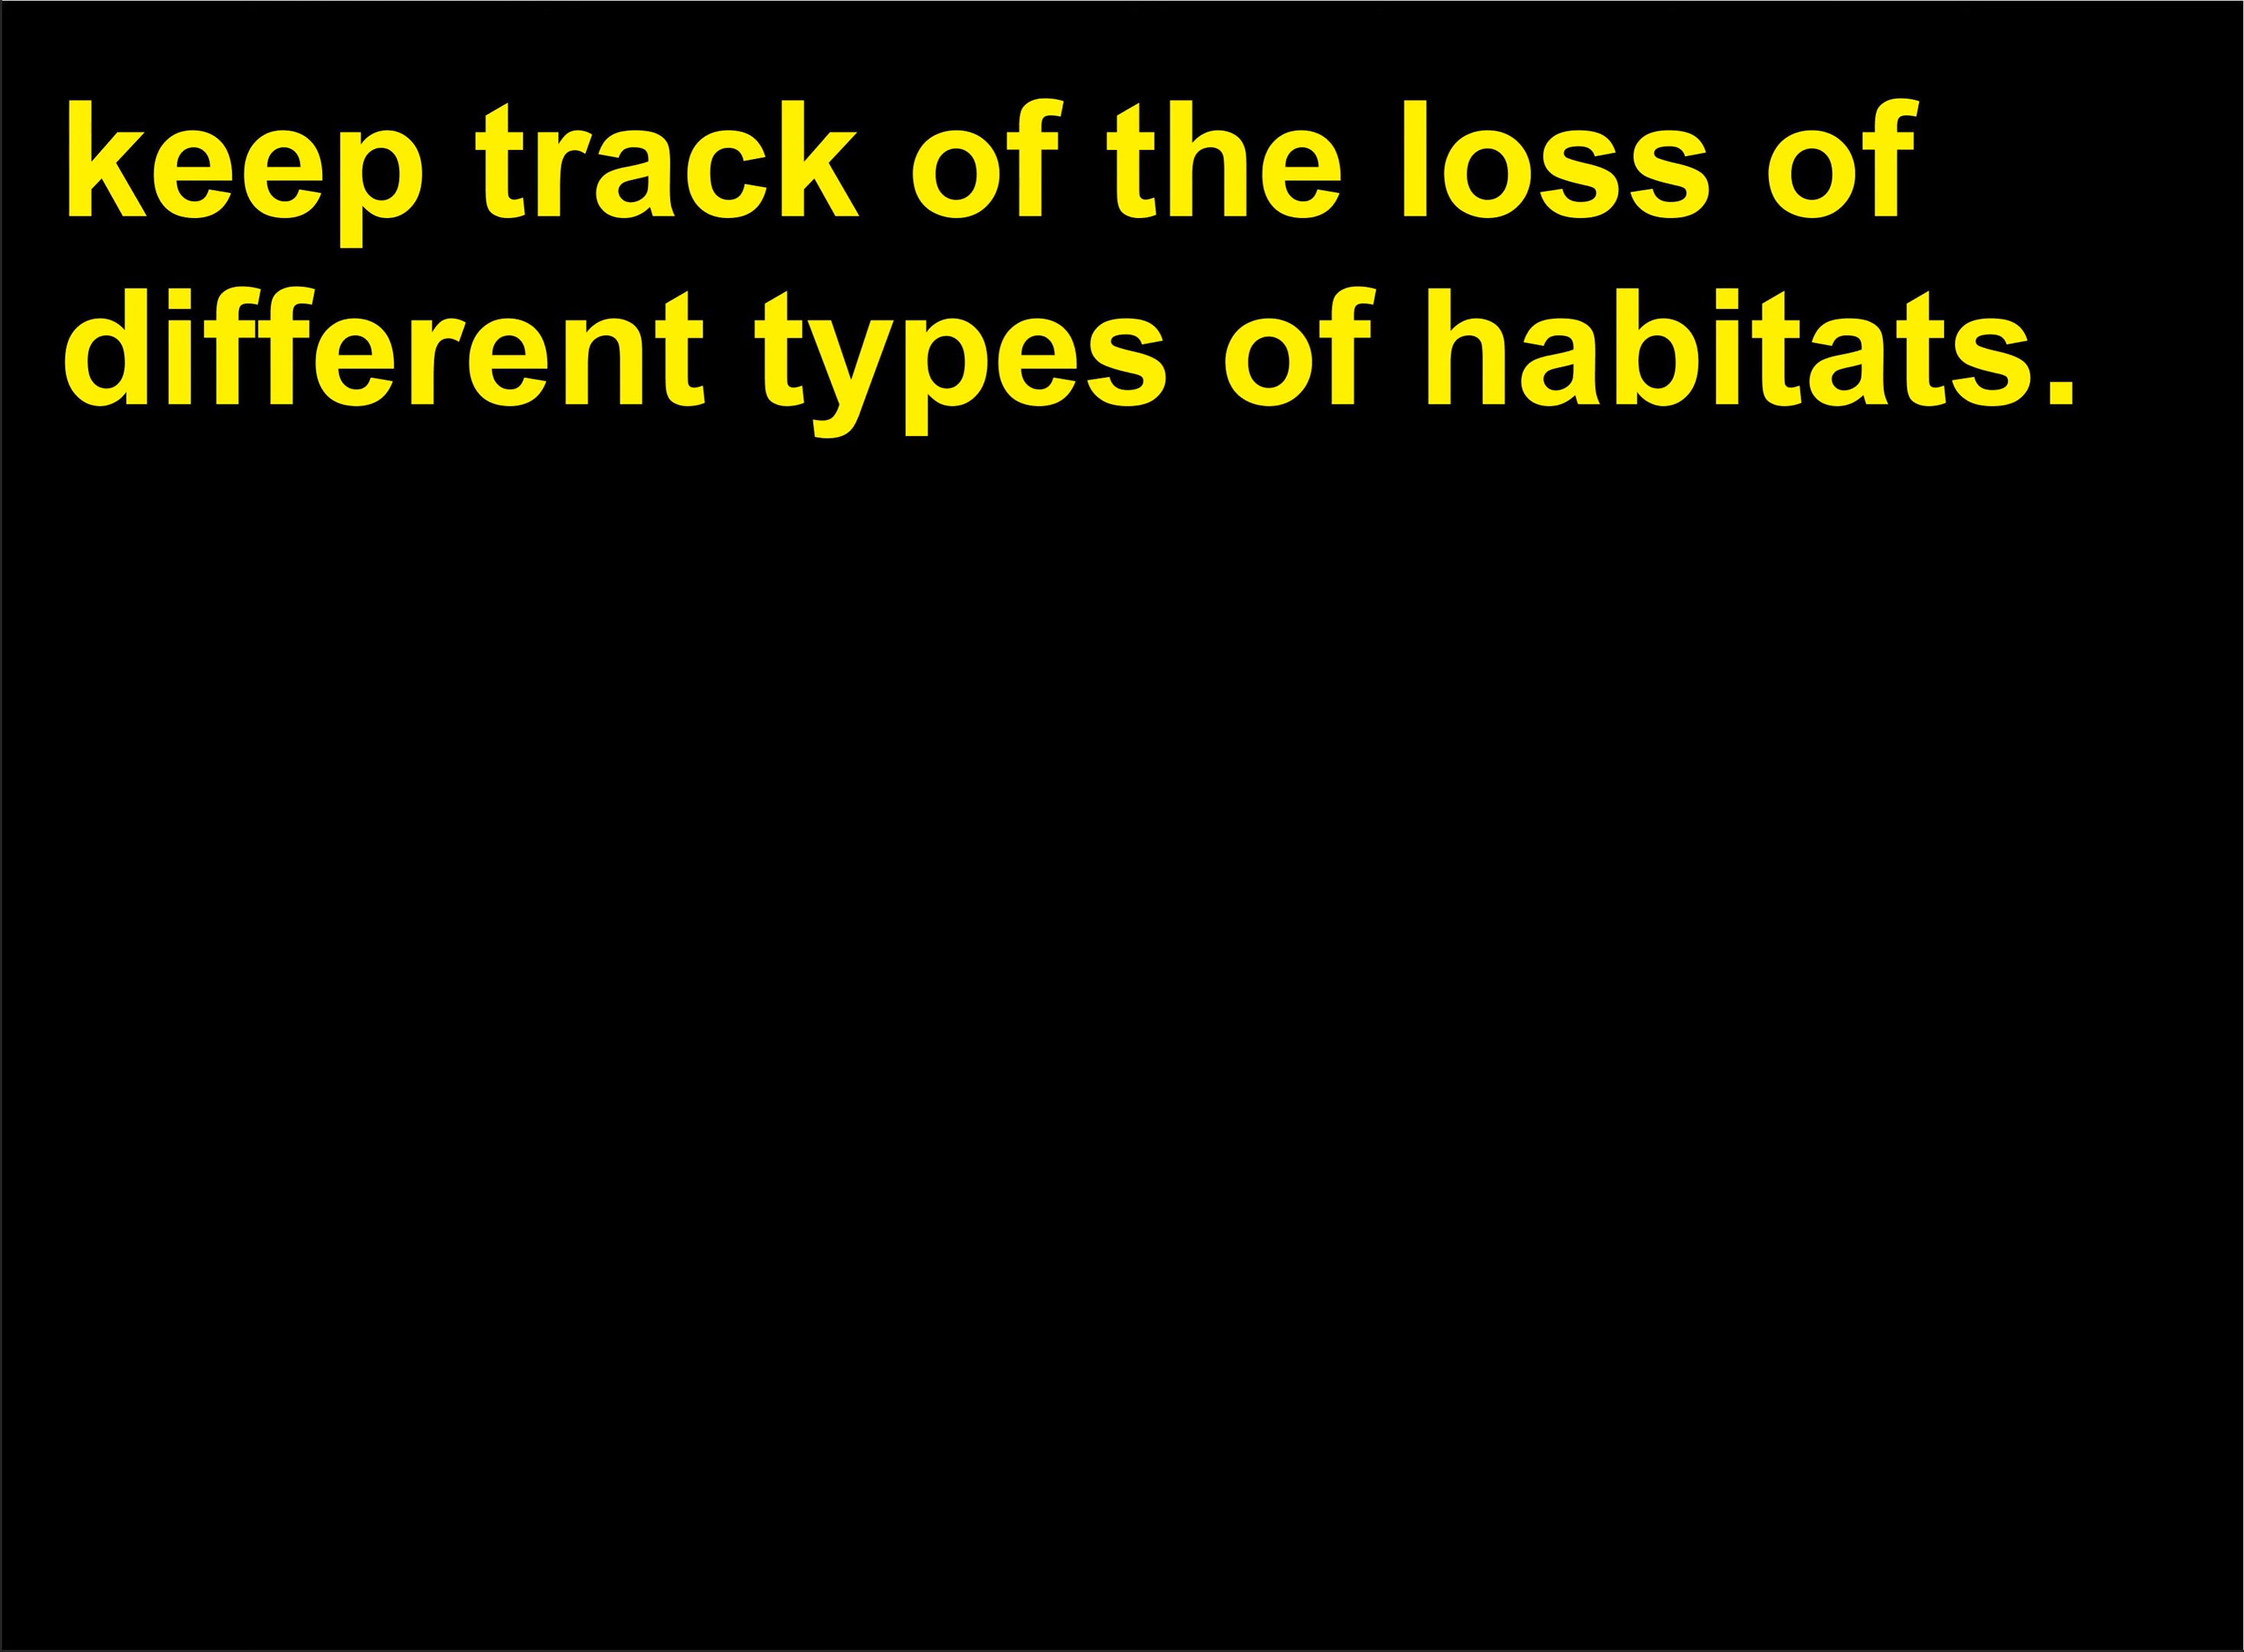 keep track of the loss of
different types of habitats.